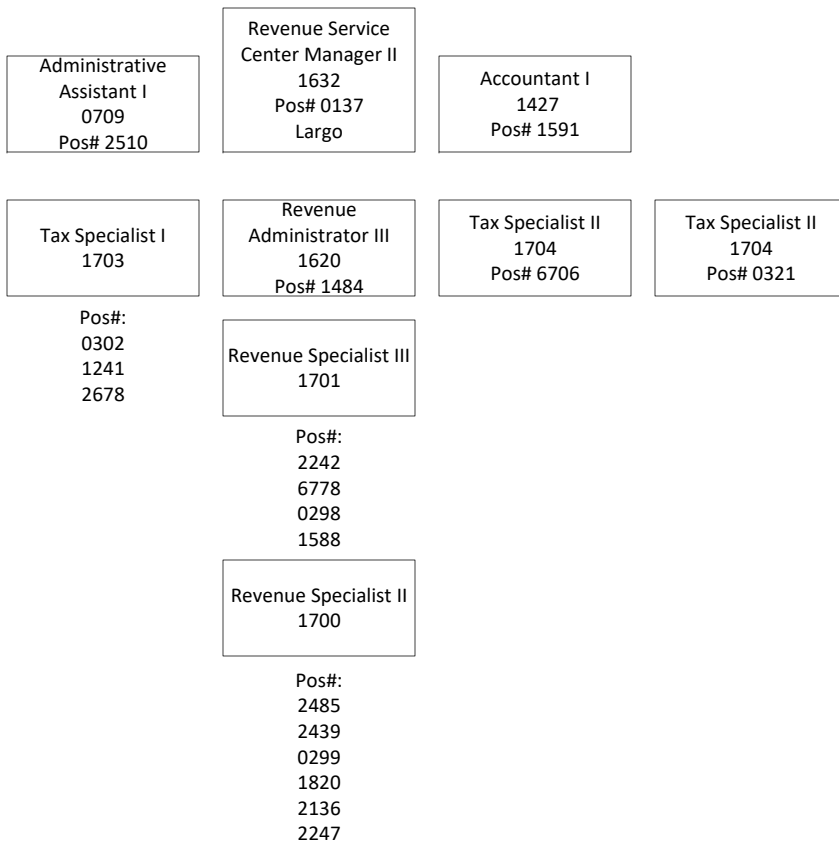 Administrative
Assistant I
0709
Pos# 2510
Revenue Service
Center Manager II
1632
Pos# 0137
Largo
Accountant I
1427
Pos# 1591
Tax Specialist I
1703
Pos#:
0302
1241
2678
Revenue
Administrator III
1620
Pos# 1484
Tax Specialist II
1704
Pos# 6706
Tax Specialist II
1704
Pos# 0321
Revenue Specialist III
1701
Pos#:
2242
6778
0298
1588
Revenue Specialist II
1700
Pos#:
2485
2439
0299
1820
2136
2247